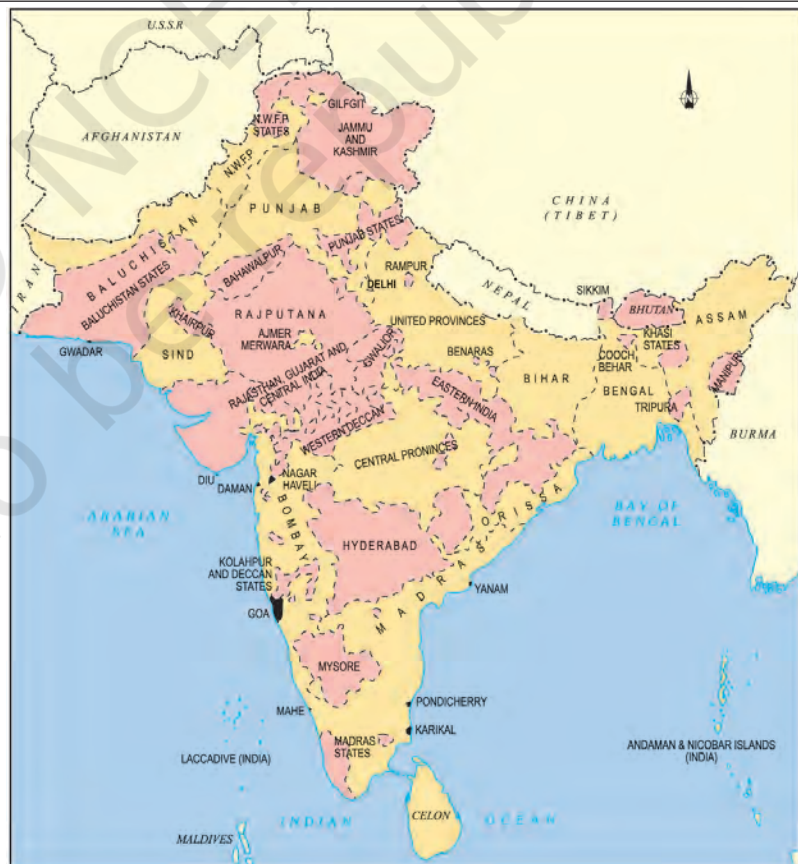 U.S.S.R
AFGHANISTAN
GILFGIT
N.W.F.P
STATES
JAMMU
AND
KASHMIR
N.W.F.P
CHINA
(TIBET)
PUNJAB
PUNJAB STATES
IRAN
BALUCHISTAN
BALUCHISTAN STATES
BAHAWALPUR
RAMPUR
DELHI
NEPAL
SIKKIM
BHUTAN
ASSAM
KHAIRPUR
RAJPUTANA
AJMER
MERWARA
UNITED PROVINCES
KHASI
STATES
GWADAR
SIND
GWALIOR
BENARAS
COOCH
BEHAR
MANIPUR
RAJASTHAN, GUJARAT AND
CENTRAL INDIA
EASTERN INDIA
BIHAR
BENGAL
TRIPURA
WESTERN DECCAN
BURMA
CENTRAL PRONINCES
DIU
DAMAN
NAGAR
HAVELI
ARABIAN
SEA
BOMBAY
ORISSA
BAY OF
BENGAL
HYDERABAD
KOLAHPUR
AND DECCAN
STATES
MADRAS
YANAM
GOA
MYSORE
MAHE
PONDICHERRY
KARIKAL
MADRAS
STATES
LACCADIVE (INDIA)
ANDAMAN & NICOBAR ISLANDS
(INDIA)
CELON
INDIAN OCEAN
MALDIVES